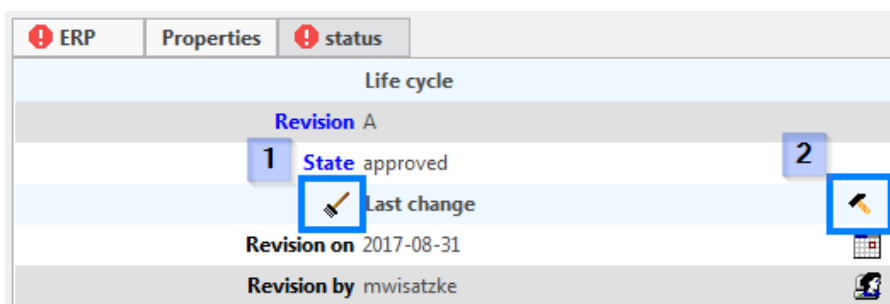 ERP Properties status
Life cycle
Revision A
1 State approved 2
Last change
Revision on 2017-08-31
Revision by mwisatzke